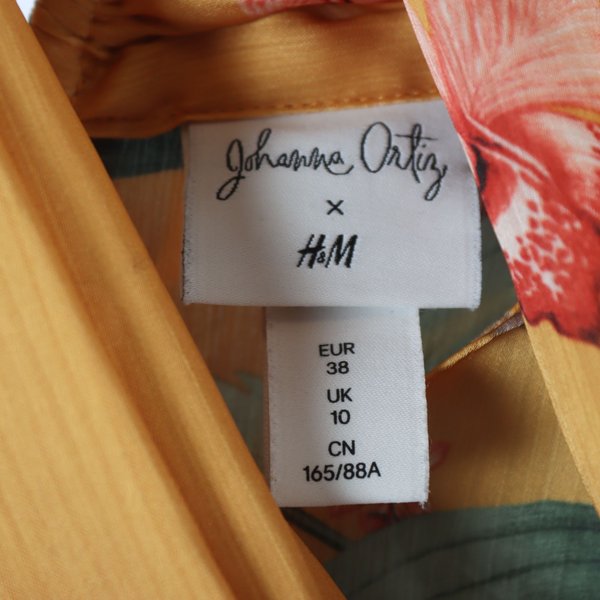 Johanna Ortiz
×
H&M
EUR
38
UK
10
CN
165/88A